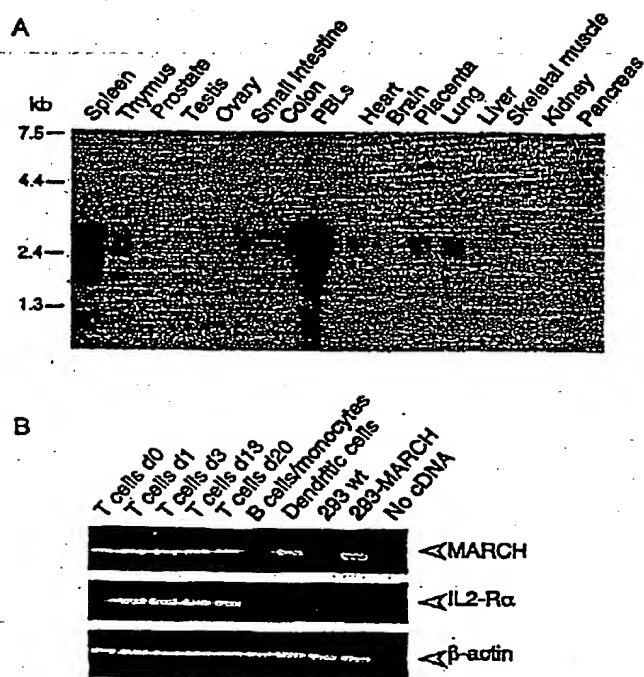 A
kb
Spleen
Thymus
Prostate
Testis
Ovary
Small Intestine
Colon
PBLs
Heart
Brain
Placenta
Lung
Liver
Skeletal muscle
Kidney
Pancreas
7.5
4.4
2.4
1.3
B
T cells d0
T cells d1
T cells d3
T cells d13
T cells d20
B cells/monocytes
Dendritic cells
293 wt
293-MARCH
No cDNA
MARCH
IL2-Rα
β-actin